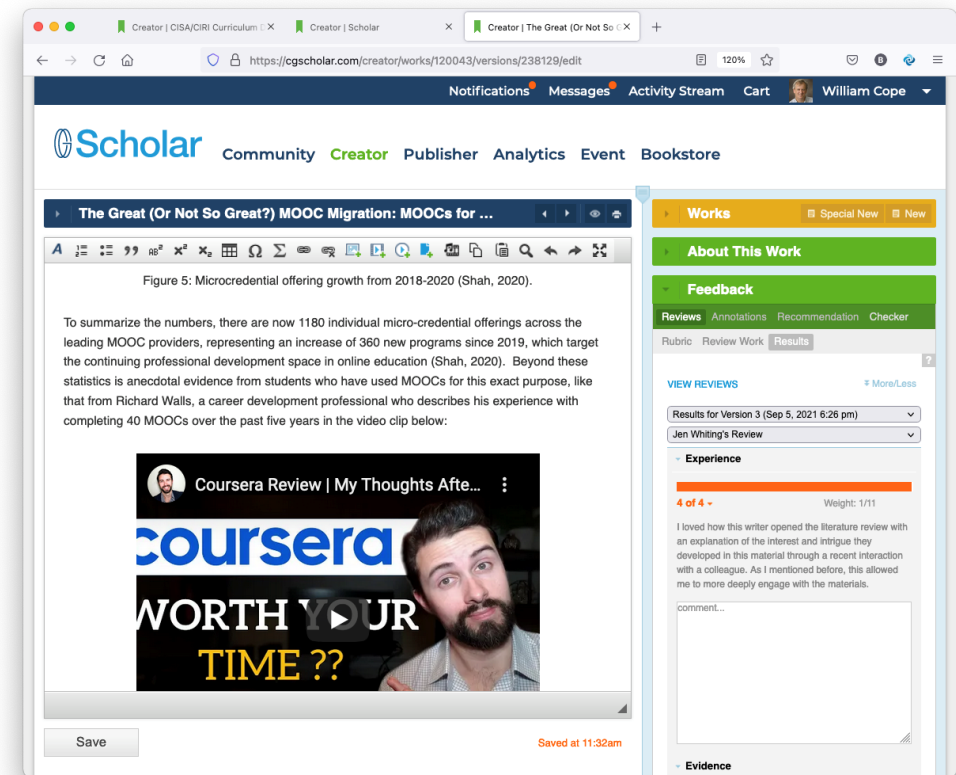 Creator | CISA/CIRI Curriculum D
Creator | Scholar
Creator | The Great (Or Not So G
https://cgscholar.com/creator/works/120043/versions/238129/edit
120%
Notifications Messages Activity Stream Cart William Cope
Scholar
Community Creator Publisher Analytics Event Bookstore
The Great (Or Not So Great?) MOOC Migration: MOOCs for ...
Figure 5: Microcredential offering growth from 2018-2020 (Shah, 2020).
To summarize the numbers, there are now 1180 individual micro-credential offerings across the
leading MOOC providers, representing an increase of 360 new programs since 2019, which target
the continuing professional development space in online education (Shah, 2020). Beyond these
statistics is anecdotal evidence from students who have used MOOCs for this exact purpose, like
that from Richard Walls, a career development professional who describes his experience with
completing 40 MOOCs over the past five years in the video clip below:
Coursera Review | My Thoughts Afte...
coursera
WORTH YOUR
TIME ??
Save
Saved at 11:32am
Works
Special New
New
About This Work
Feedback
Reviews Annotations Recommendation Checker
Rubric Review Work Results
?
VIEW REVIEWS
More/Less
Results for Version 3 (Sep 5, 2021 6:26 pm)
Jen Whiting's Review
Experience
4 of 4
Weight: 1/11
I loved how this writer opened the literature review with
an explanation of the interest and intrigue they
developed in this material through a recent interaction
with a colleague. As I mentioned before, this allowed
me to more deeply engage with the materials.
comment...
Evidence